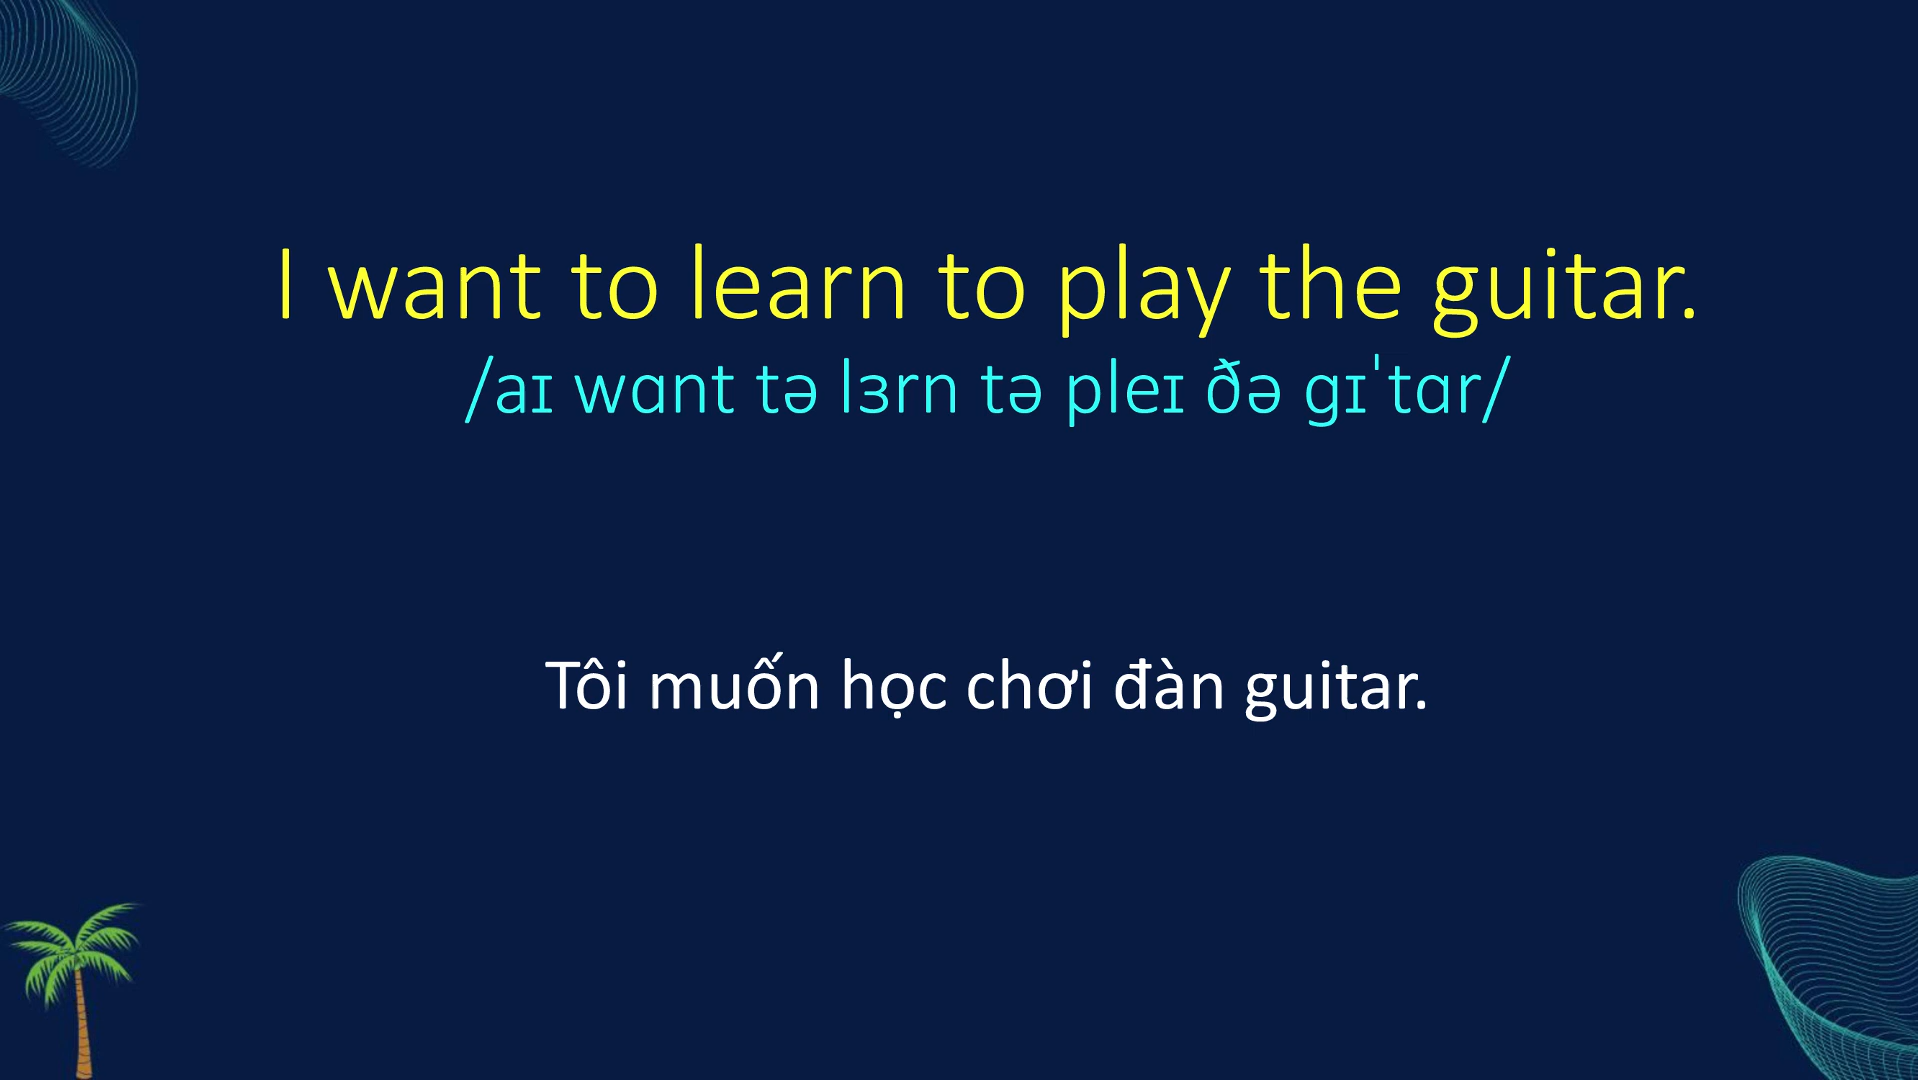 I want to learn to play the guitar.
/aɪ wɑnt tə lɜrn tə pleɪ ðə ɡɪˈtɑr/
Tôi muốn học chơi đàn guitar.